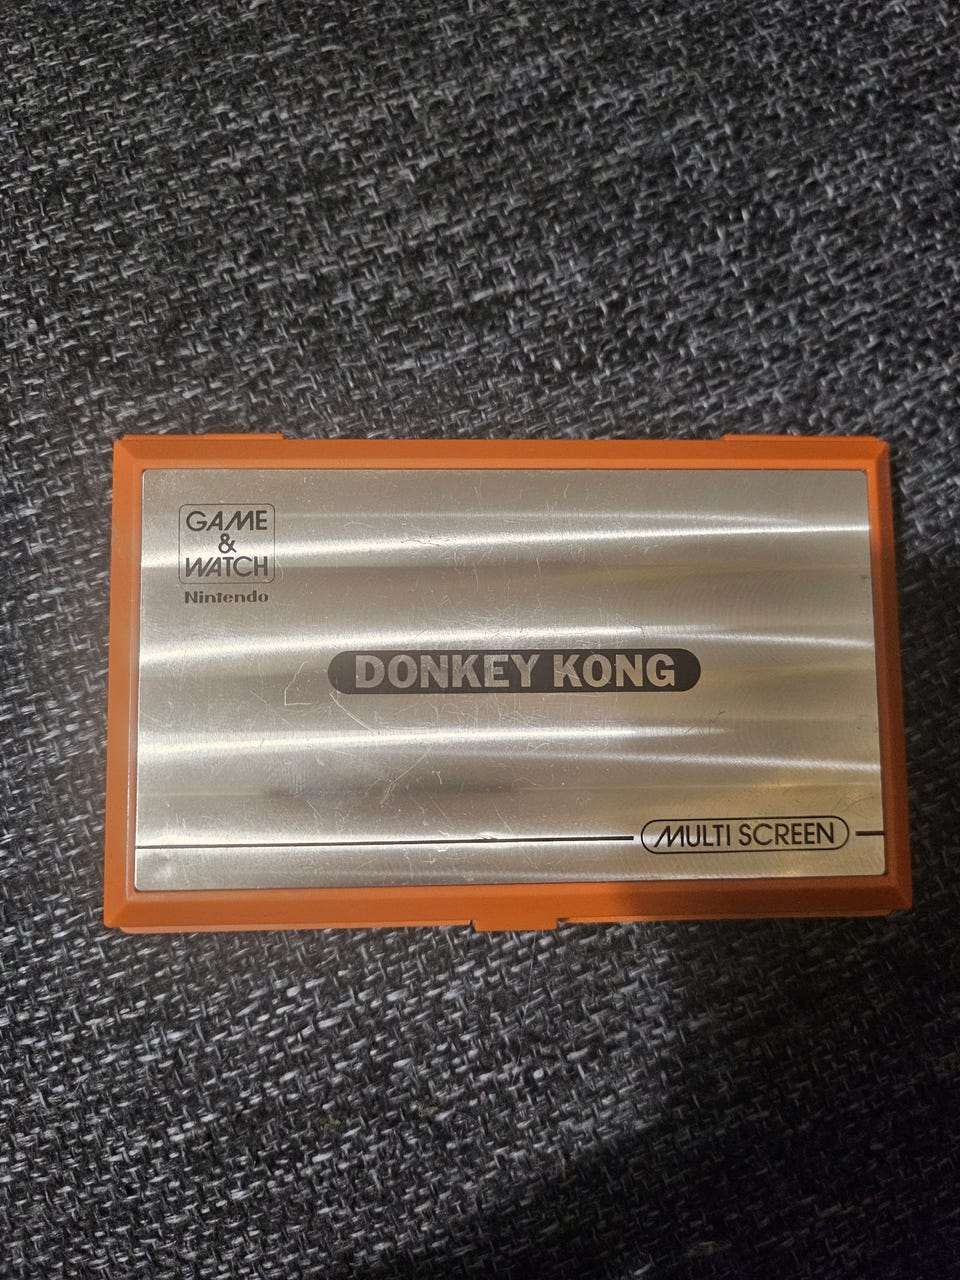 GAME
&
WATCH
Nintendo
DONKEY KONG
MULTI SCREEN